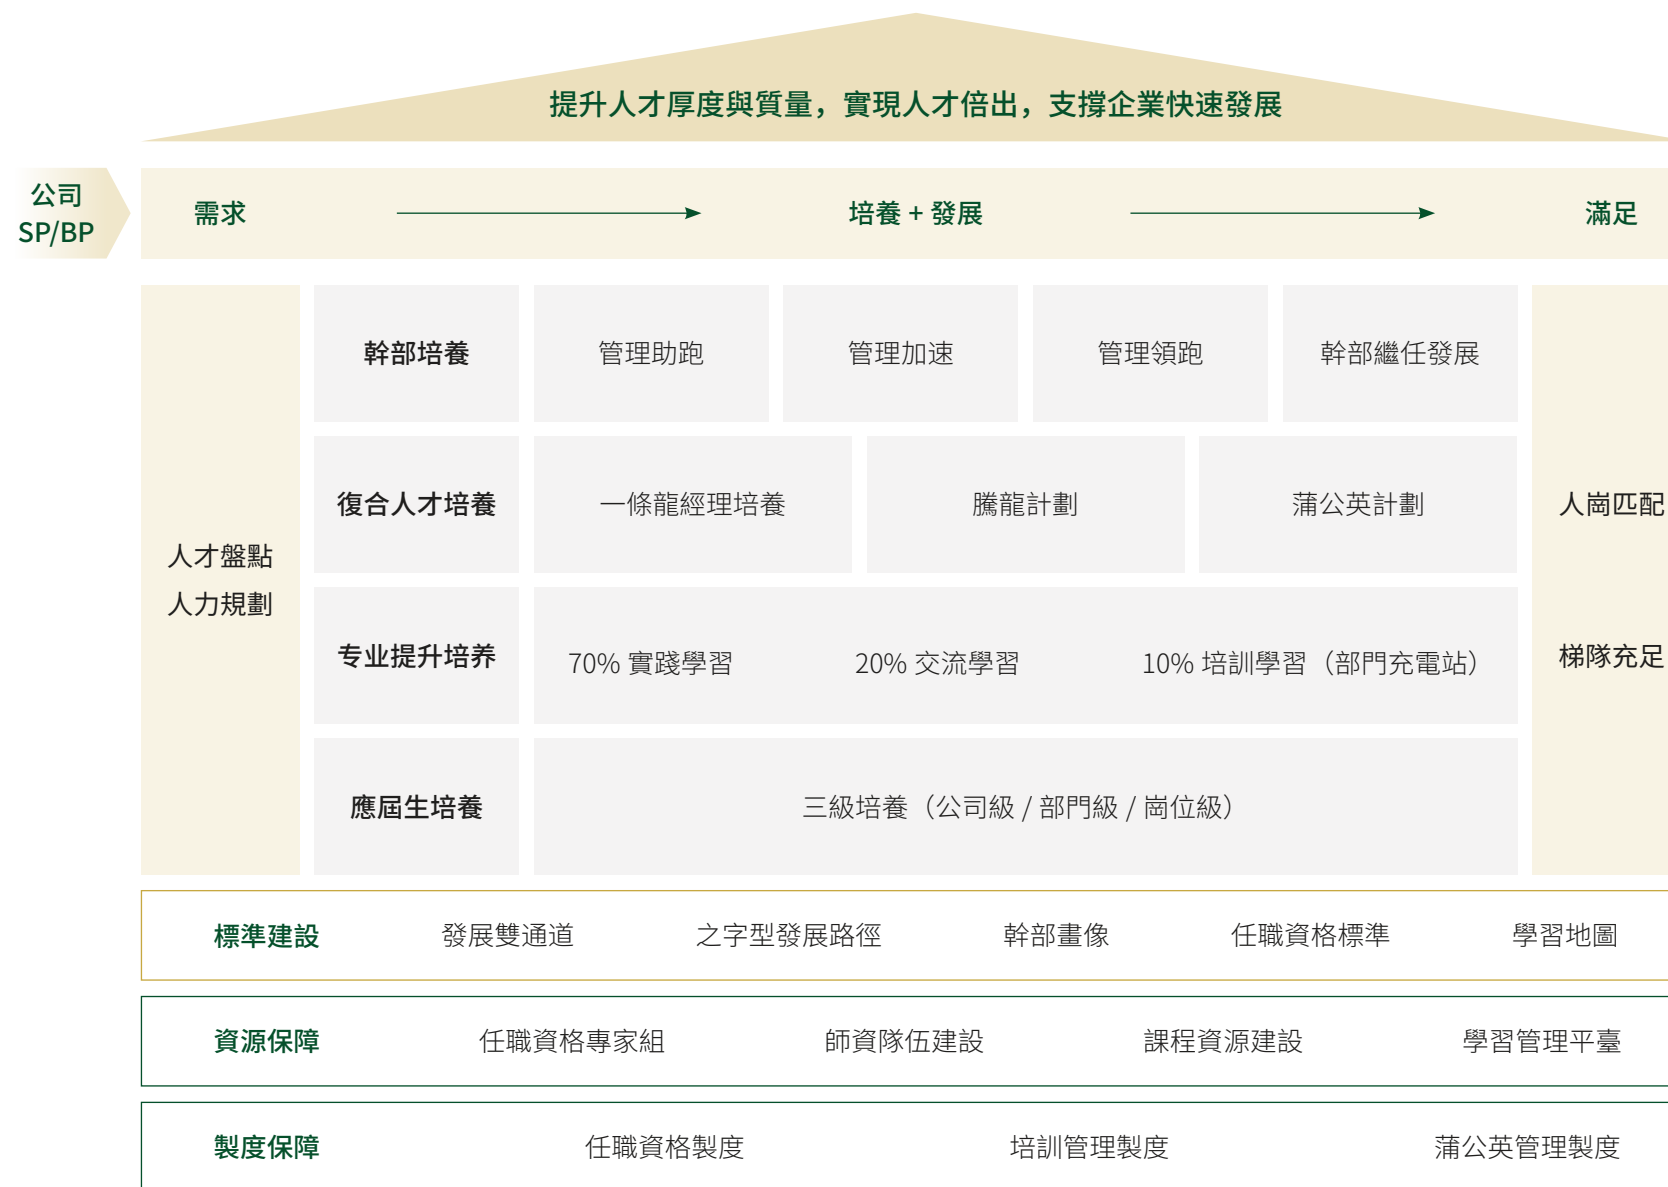 提升人才厚度與質量，實現人才倍出，支撐企業快速發展
公司
SP/BP
需求
培養 + 發展
滿足
人才盤點
人力規劃
幹部培養
管理助跑
管理加速
管理領跑
幹部繼任發展
復合人才培養
一條龍經理培養
騰龍計劃
蒲公英計劃
专业提升培养
70% 實踐學習
20% 交流學習
10% 培訓學習（部門充電站）
應屆生培養
三級培養（公司級 / 部門級 / 崗位級）
人崗匹配
梯隊充足
標準建設
發展雙通道
之字型發展路徑
幹部畫像
任職資格標準
學習地圖
資源保障
任職資格專家組
師資隊伍建設
課程資源建設
學習管理平臺
製度保障
任職資格製度
培訓管理製度
蒲公英管理製度